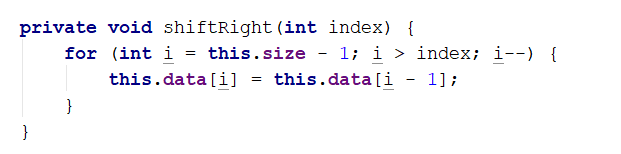 private void shiftRight(int index) {
    for (int i = this.size - 1; i > index; i--) {
        this.data[i] = this.data[i - 1];
    }
}